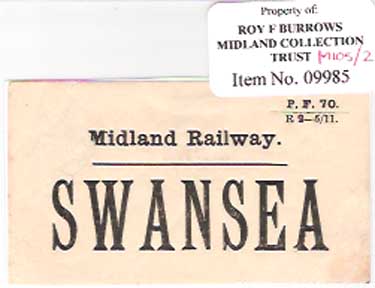 Property of:
ROY F BURROWS
MIDLAND COLLECTION
TRUST M105/2
Item No. 09985
P. F. 70.
R 2—5/11.
Midland Railway.
SWANSEA